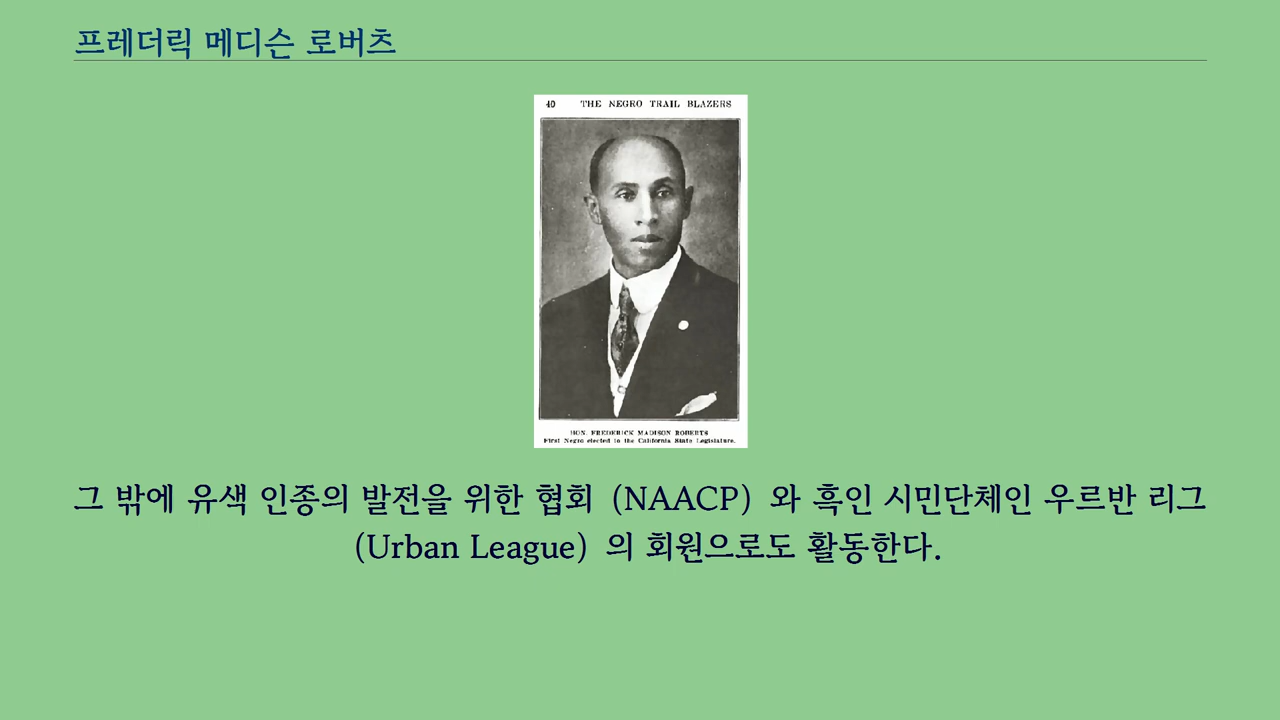 프레더릭 메디슨 로버츠
40 THE NEGRO TRAIL BLAZERS
HON. FREDERICK MADISON ROBERTS
First Negro elected to the California State Legislature.
그 밖에 유색 인종의 발전을 위한 협회 (NAACP) 와 흑인 시민단체인 우르반 리그
(Urban League) 의 회원으로도 활동한다.